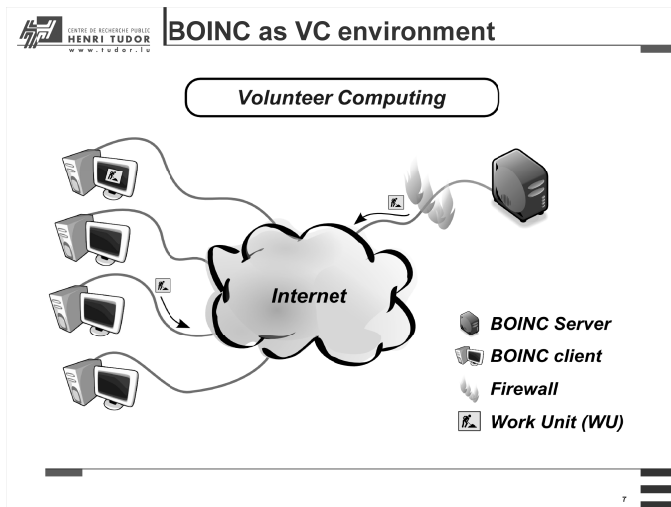 CENTRE DE RECHERCHE PUBLIC
HENRI TUDOR
www.tudor.lu
BOINC as VC environment
Volunteer Computing
Internet
BOINC Server
BOINC client
Firewall
Work Unit (WU)
7